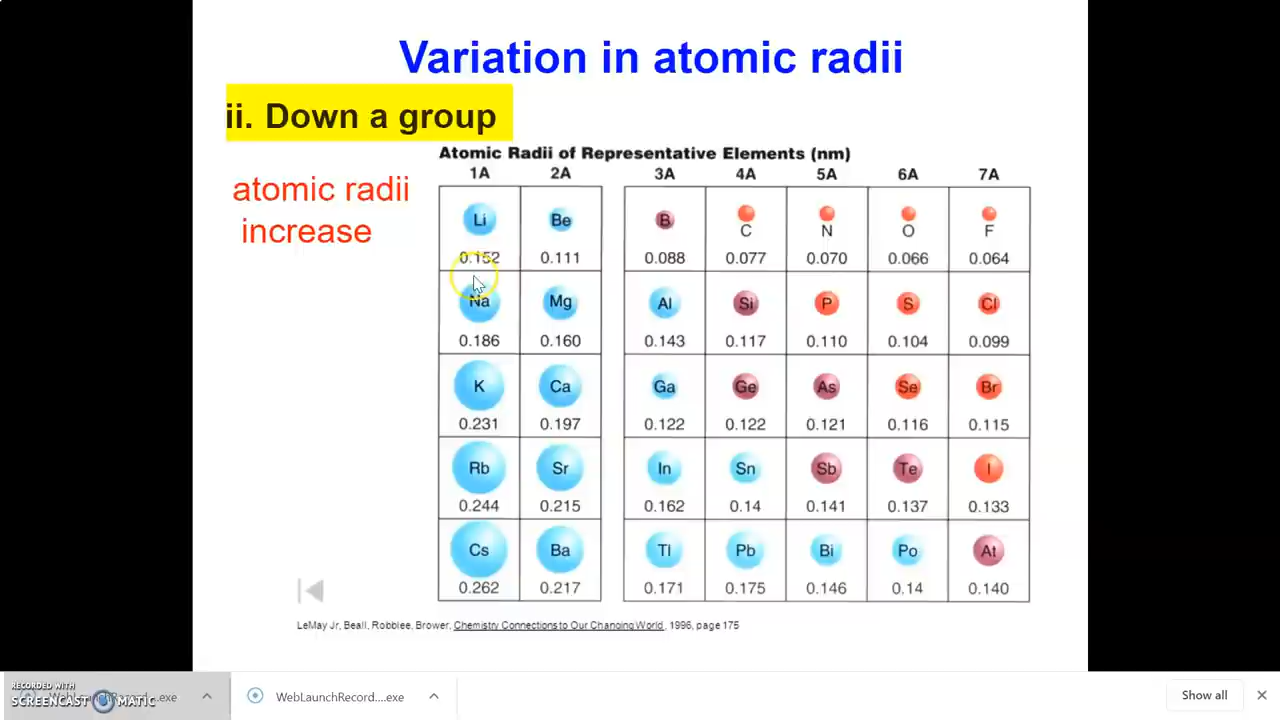 Variation in atomic radii
ii. Down a group
atomic radii
increase
Atomic Radii of Representative Elements (nm)
1A 2A 3A 4A 5A 6A 7A
Li Be B C N O F
0.152 0.111 0.088 0.077 0.070 0.066 0.064
Na Mg Al Si P S Cl
0.186 0.160 0.143 0.117 0.110 0.104 0.099
K Ca Ga Ge As Se Br
0.231 0.197 0.122 0.122 0.121 0.116 0.115
Rb Sr In Sn Sb Te I
0.244 0.215 0.162 0.14 0.141 0.137 0.133
Cs Ba Tl Pb Bi Po At
0.262 0.217 0.171 0.175 0.146 0.14 0.140
LeMay Jr, Beall, Robblee, Brower, Chemistry Connections to Our Changing World, 1996, page 175
RECORDED WITH
SCREENCAST MATIC
WebLaunchRecord....exe
WebLaunchRecord....exe
Show all